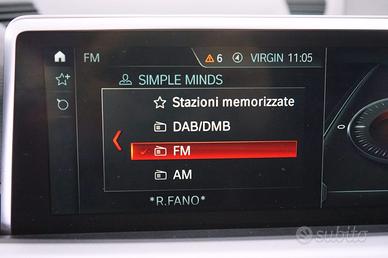 FM 6 VIRGIN 11:05
SIMPLE MINDS
Stazioni memorizzate
DAB/DMB
FM
AM
*R.FANO*
subito